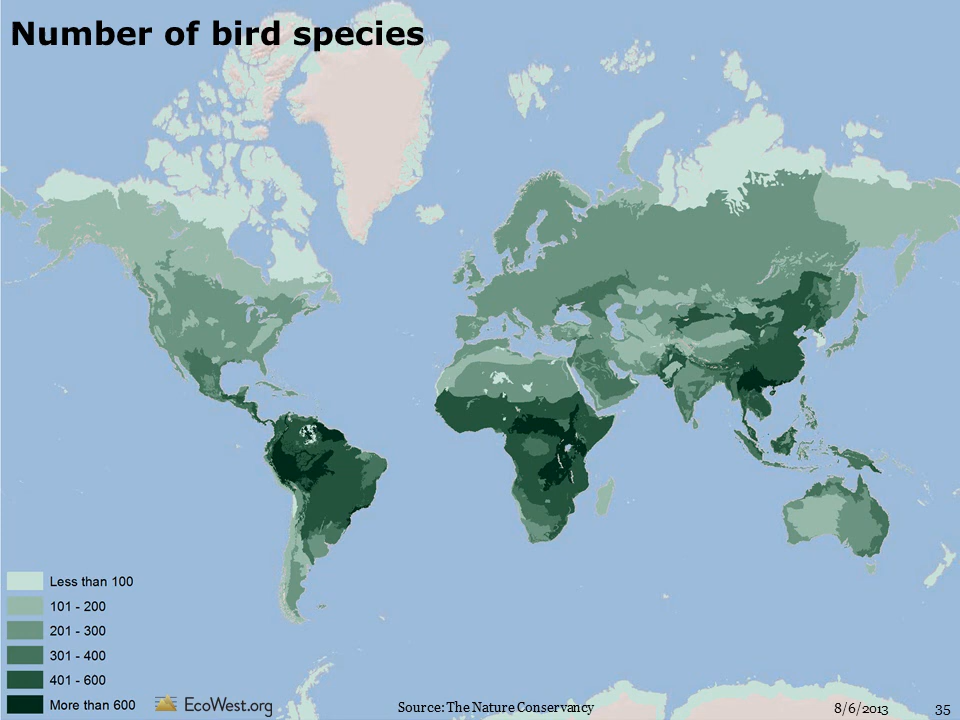 Number of bird species
Less than 100
101 - 200
201 - 300
301 - 400
401 - 600
More than 600
EcoWest.org
Source: The Nature Conservancy
8/6/2013
35